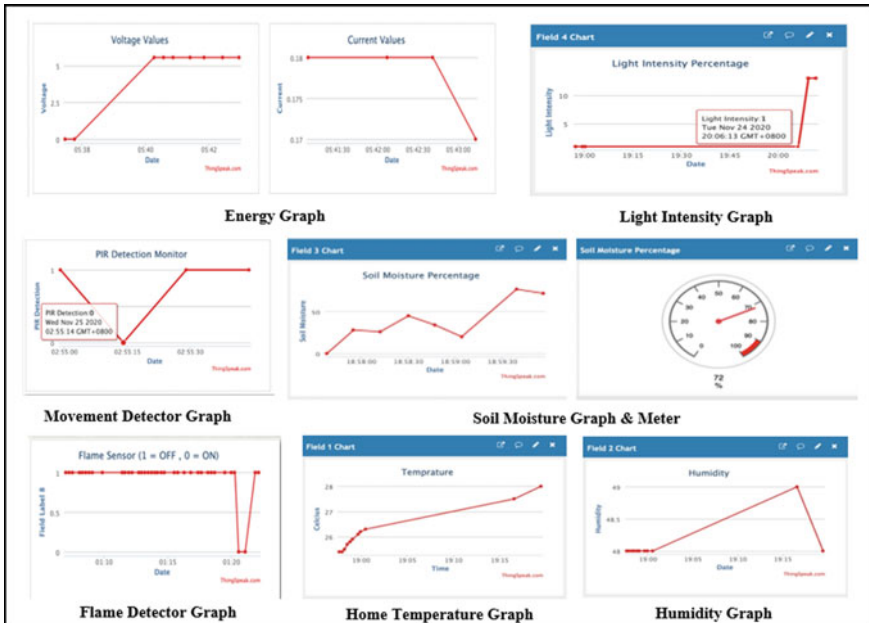 Voltage Values
5
2.5
0
Voltage
05:38
05:40
05:42
Date
ThingSpeak.com
Current Values
0.18
0.175
0.17
Current
05:41:30
05:42:00
05:42:30
05:43:00
Date
ThingSpeak.com
Energy Graph
Field 4 Chart
Light Intensity Percentage
10
5
Light Intensity
Light Intensity:1
Tue Nov 24 2020
20:06:13 GMT+0800
19:00
19:15
19:30
19:45
20:00
Date
ThingSpeak.com
Light Intensity Graph
PIR Detection Monitor
1
0
PIR Detection
PIR Detection:0
Wed Nov 25 2020
02:55:14 GMT+0800
02:55:00
02:55:15
02:55:30
Date
ThingSpeak.com
Movement Detector Graph
Field 3 Chart
Soil Moisture Percentage
50
0
Soil Moisture
18:58:00
18:58:30
18:59:00
18:59:30
Date
ThingSpeak.com
Soil Moisture Percentage
0
10
20
30
40
50
60
70
80
90
100
72
%
Soil Moisture Graph & Meter
Flame Sensor (1 = OFF , 0 = ON)
1
0.5
0
Field Label 8
01:10
01:15
01:20
Date
ThingSpeak.com
Flame Detector Graph
Field 1 Chart
Temprature
28
27
26
Celcius
19:00
19:05
19:10
19:15
Time
ThingSpeak.com
Home Temperature Graph
Field 2 Chart
Humidity
49
48.5
48
Humidity
19:00
19:05
19:10
19:15
Date
ThingSpeak.com
Humidity Graph